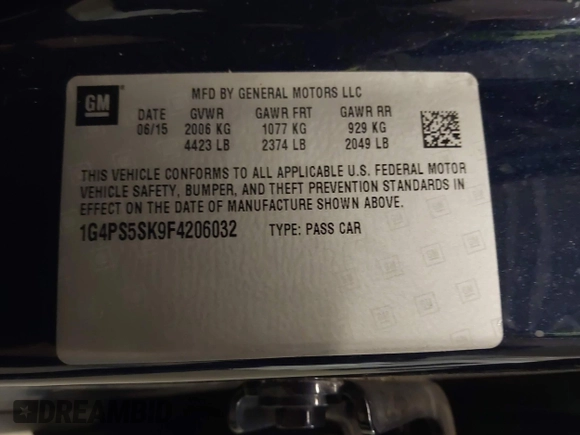 GM
MFD BY GENERAL MOTORS LLC
DATE GVWR GAWR FRT GAWR RR
06/15 2006 KG 1077 KG 929 KG
4423 LB 2374 LB 2049 LB
THIS VEHICLE CONFORMS TO ALL APPLICABLE U.S. FEDERAL MOTOR
VEHICLE SAFETY, BUMPER, AND THEFT PREVENTION STANDARDS IN
EFFECT ON THE DATE OF MANUFACTURE SHOWN ABOVE.
1G4PS5SK9F4206032 TYPE: PASS CAR
DREAMBID